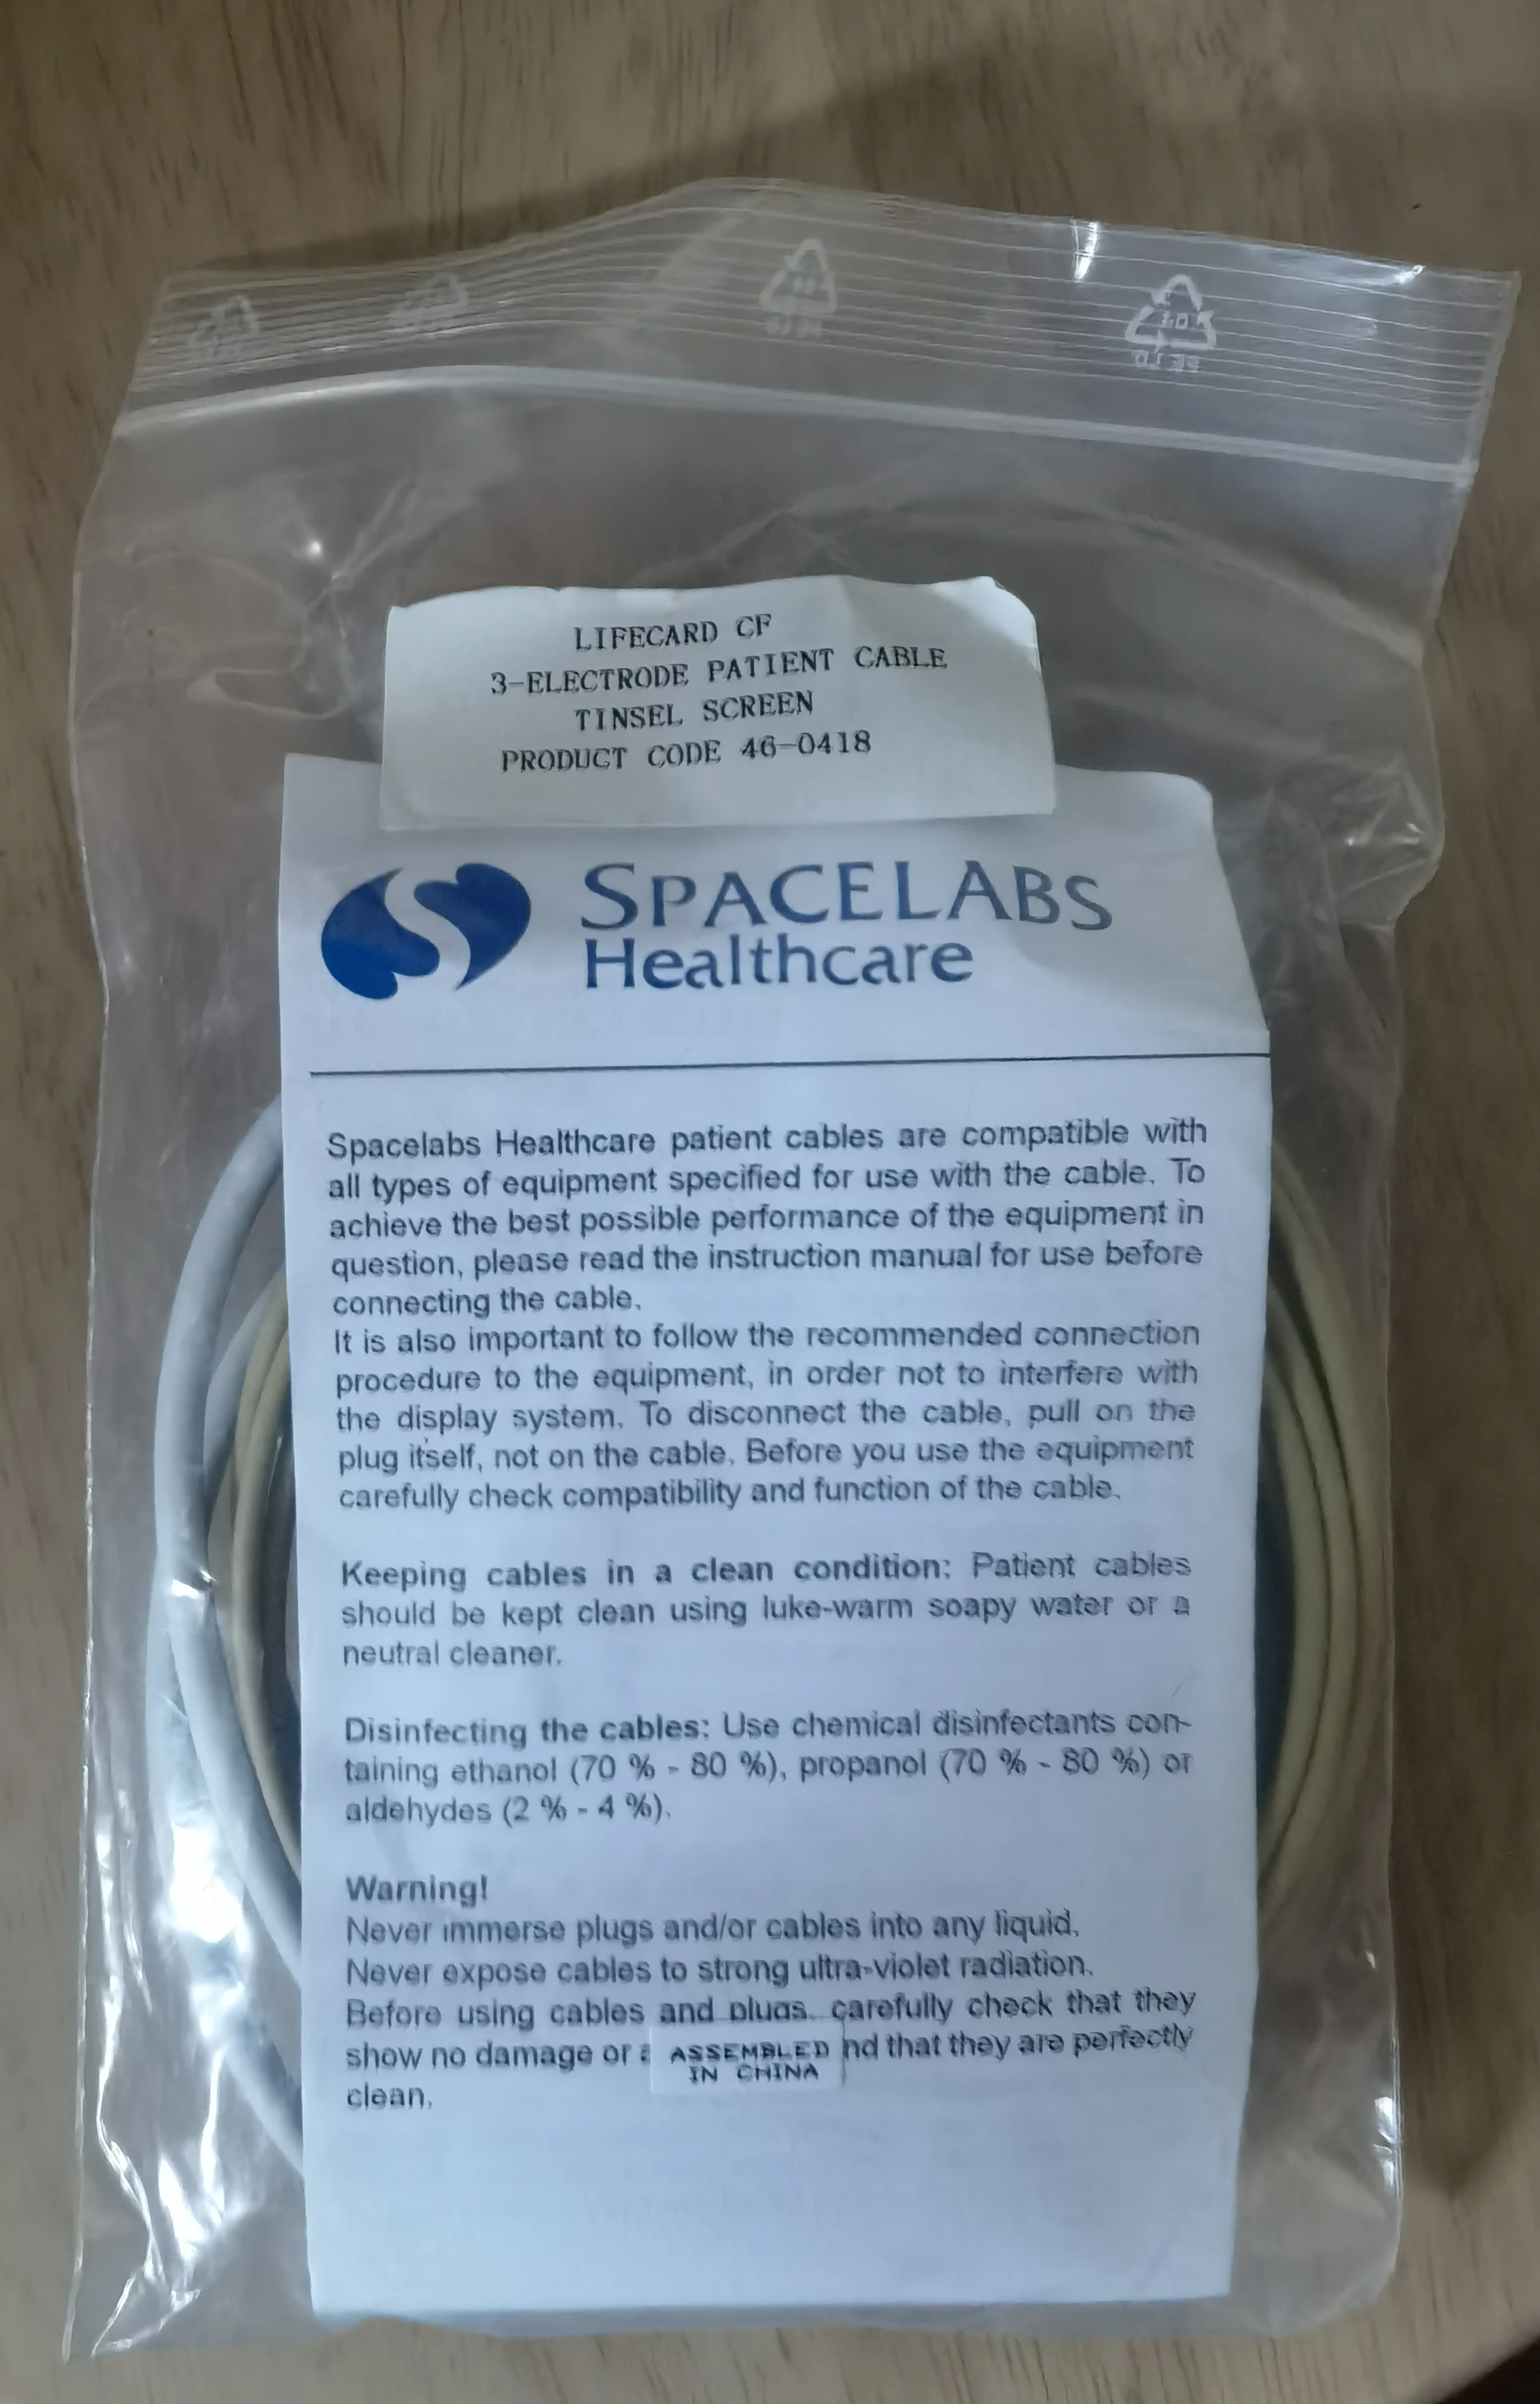 LIFECARD CF
3-ELECTRODE PATIENT CABLE
TINSEL SCREEN
PRODUCT CODE 46-0418
SPACELABS
Healthcare
Spacelabs Healthcare patient cables are compatible with
all types of equipment specified for use with the cable. To
achieve the best possible performance of the equipment in
question, please read the instruction manual for use before
connecting the cable.
It is also important to follow the recommended connection
procedure to the equipment, in order not to interfere with
the display system. To disconnect the cable, pull on the
plug itself, not on the cable. Before you use the equipment
carefully check compatibility and function of the cable.
Keeping cables in a clean condition: Patient cables
should be kept clean using luke-warm soapy water or a
neutral cleaner.
Disinfecting the cables: Use chemical disinfectants con-
taining ethanol (70 % - 80 %), propanol (70 % - 80 %) or
aldehydes (2 % - 4 %).
Warning!
Never immerse plugs and/or cables into any liquid.
Never expose cables to strong ultra-violet radiation.
Before using cables and plugs, carefully check that they
show no damage or nd that they are perfectly
clean.
ASSEMBLED
IN CHINA